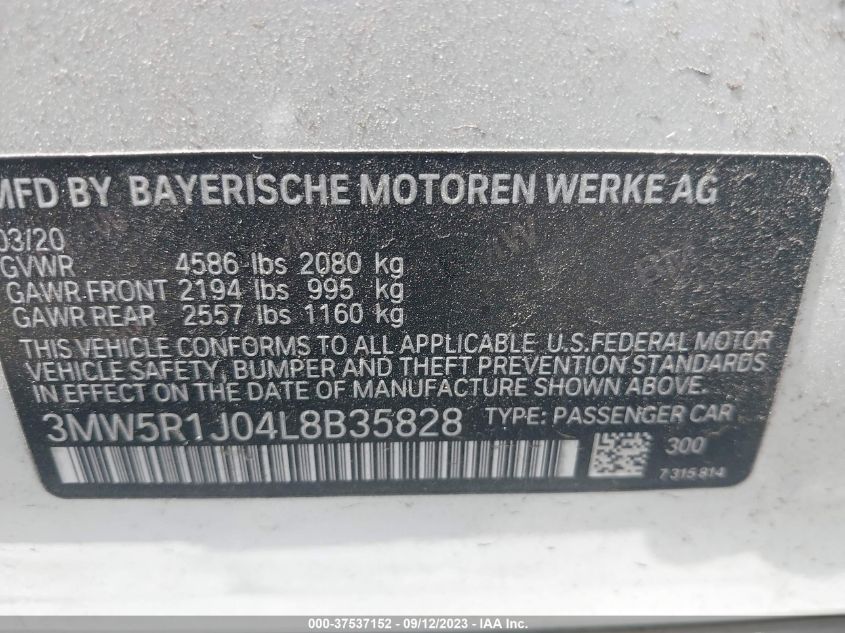 MFD BY BAYERISCHE MOTOREN WERKE AG
03/20
GVWR 4586 lbs 2080 kg
GAWR FRONT 2194 lbs 995 kg
GAWR REAR 2557 lbs 1160 kg
THIS VEHICLE CONFORMS TO ALL APPLICABLE U.S. FEDERAL MOTOR
VEHICLE SAFETY, BUMPER AND THEFT PREVENTION STANDARDS
IN EFFECT ON THE DATE OF MANUFACTURE SHOWN ABOVE.
3MW5R1J04L8B35828 TYPE: PASSENGER CAR
300
7315814
000-37537152 - 09/12/2023 - IAA Inc.